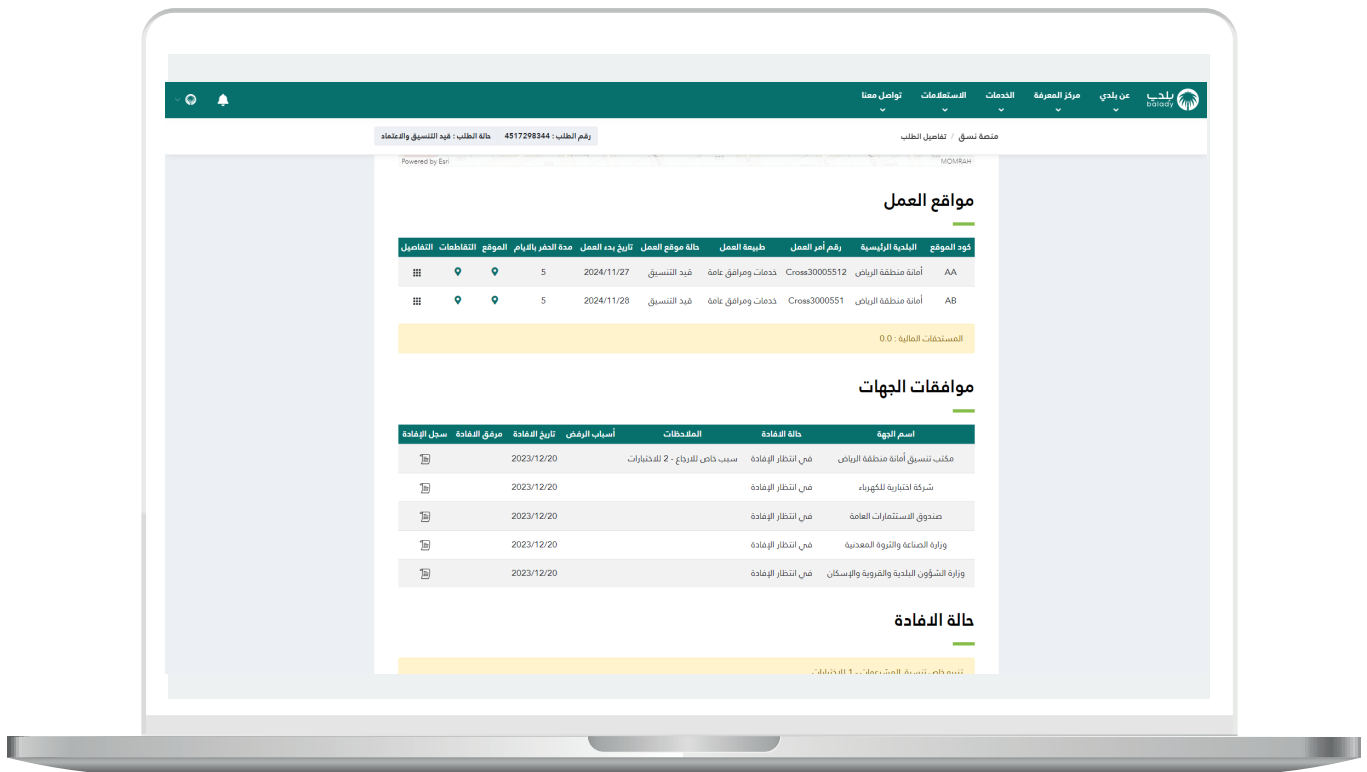 بلدي balady عن بلدي مركز المعرفة الخدمات الاستعلامات تواصل معنا
منصة نسق / تفاصيل الطلب رقم الطلب : 4517298344 حالة الطلب : قيد التنسيق والاعتماد
MOMRAH Powered by Esri
مواقع العمل
كود الموقع البلدية الرئيسية رقم أمر العمل طبيعة العمل حالة موقع العمل تاريخ بدء العمل مدة الحفر بالايام الموقع التقاطعات التفاصيل
AA أمانة منطقة الرياض Cross30005512 خدمات ومرافق عامة قيد التنسيق 2024/11/27 5
AB أمانة منطقة الرياض Cross3000551 خدمات ومرافق عامة قيد التنسيق 2024/11/28 5
المستحقات المالية : 0.0
موافقات الجهات
اسم الجهة حالة الافادة الملاحظات أسباب الرفض تاريخ الافادة مرفق الافادة سجل الإفادة
مكتب تنسيق أمانة منطقة الرياض في انتظار الإفادة سبب خاص للارجاع - 2 للاختبارات 2023/12/20
شركة اختبارية للكهرباء في انتظار الإفادة 2023/12/20
صندوق الاستثمارات العامة في انتظار الإفادة 2023/12/20
وزارة الصناعة والثروة المعدنية في انتظار الإفادة 2023/12/20
وزارة الشؤون البلدية والقروية والإسكان في انتظار الإفادة 2023/12/20
حالة الافادة